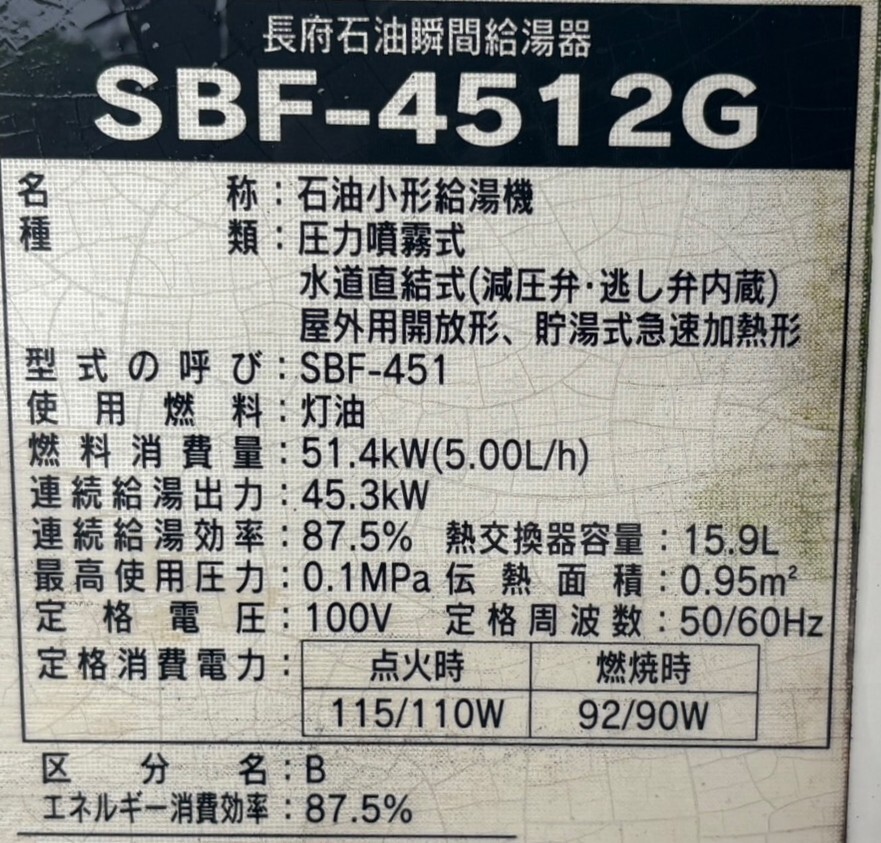 長府石油瞬間給湯器
SBF-4512G
名称：石油小形給湯機
種類：圧力噴霧式
水道直結式(減圧弁・逃し弁内蔵)
屋外用開放形、貯湯式急速加熱形
型式の呼び：SBF-451
使用燃料：灯油
燃料消費量：51.4kW(5.00L/h)
連続給湯出力：45.3kW
連続給湯効率：87.5% 熱交換器容量：15.9L
最高使用圧力：0.1MPa 伝熱面積：0.95m²
定格電圧：100V 定格周波数：50/60Hz
定格消費電力： 点火時 燃焼時
115/110W 92/90W
区分名：B
エネルギー消費効率：87.5%